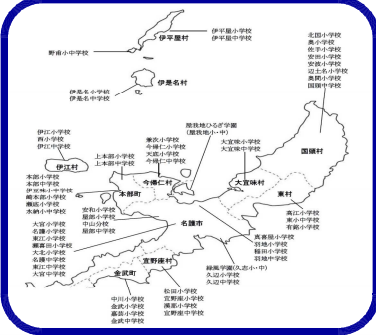 伊平屋村
伊平屋小学校
伊平屋中学校
野甫小中学校
伊是名村
伊是名小学校
伊是名中学校
北国小学校
奥小学校
佐手小学校
安田小学校
安波小学校
辺土名小学校
奥間小学校
国頭中学校
国頭村
屋我地ひるぎ学園
(屋我地小・中)
兼次小学校
今帰仁小学校
天底小学校
今帰仁中学校
大宜味小学校
大宜味中学校
伊江小学校
西小学校
伊江中学校
伊江村
上本部小学校
上本部中学校
今帰仁村
大宜味村
東村
本部小学校
本部中学校
伊豆味小中学校
崎本部小学校
瀬底小学校
水納小中学校
本部町
安和小学校
屋部小学校
中山分校
屋部中学校
高江小学校
東小中学校
有銘小学校
名護市
大宮小学校
名護小学校
東江小学校
瀬喜田小学校
大北小学校
名護中学校
東江中学校
大宮中学校
真喜屋小学校
羽地小学校
稲田小学校
羽地中学校
緑風学園(久志小・中)
久辺小学校
久辺中学校
宜野座村
金武町
松田小学校
宜野座小学校
漢那小学校
宜野座中学校
中川小学校
金武小学校
嘉芸小学校
金武中学校